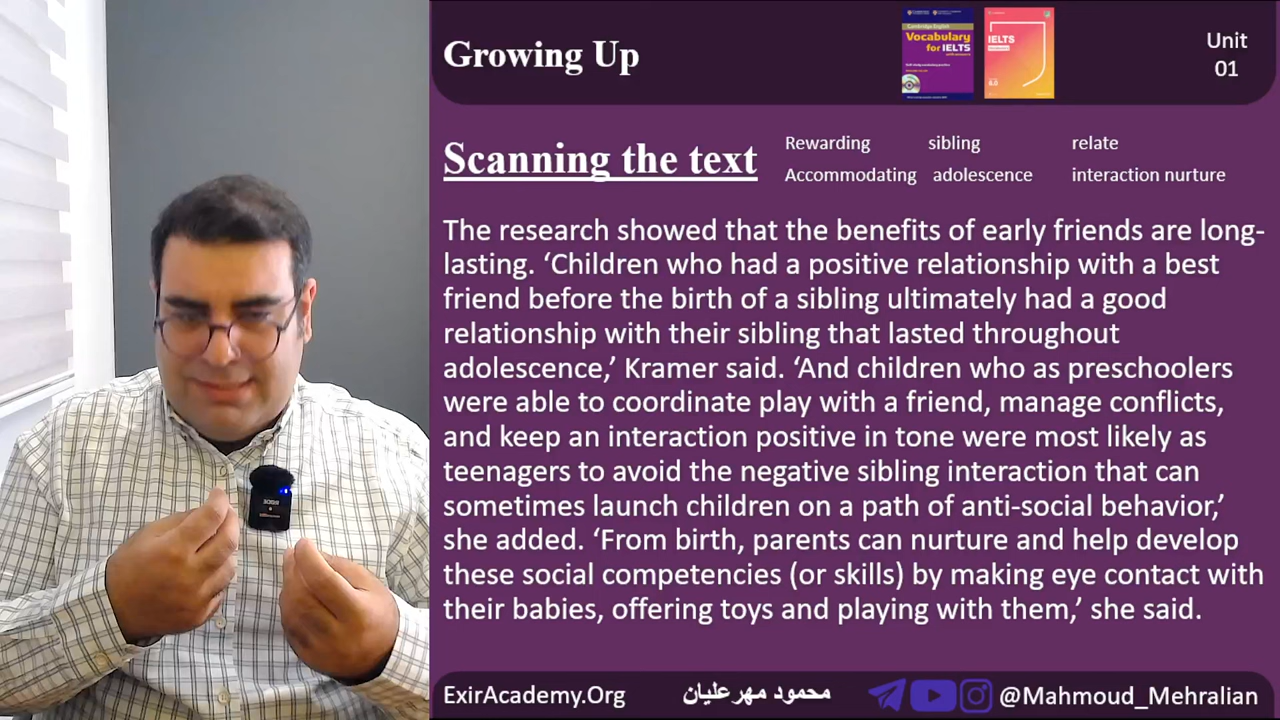 Growing Up
Cambridge English
Vocabulary
for IELTS
IELTS
Unit
01
Scanning the text
Rewarding sibling relate
Accommodating adolescence interaction nurture
The research showed that the benefits of early friends are long-
lasting. ‘Children who had a positive relationship with a best
friend before the birth of a sibling ultimately had a good
relationship with their sibling that lasted throughout
adolescence,’ Kramer said. ‘And children who as preschoolers
were able to coordinate play with a friend, manage conflicts,
and keep an interaction positive in tone were most likely as
teenagers to avoid the negative sibling interaction that can
sometimes launch children on a path of anti-social behavior,’
she added. ‘From birth, parents can nurture and help develop
these social competencies (or skills) by making eye contact with
their babies, offering toys and playing with them,’ she said.
ExirAcademy.Org محمود مهرعلیان @Mahmoud_Mehralian